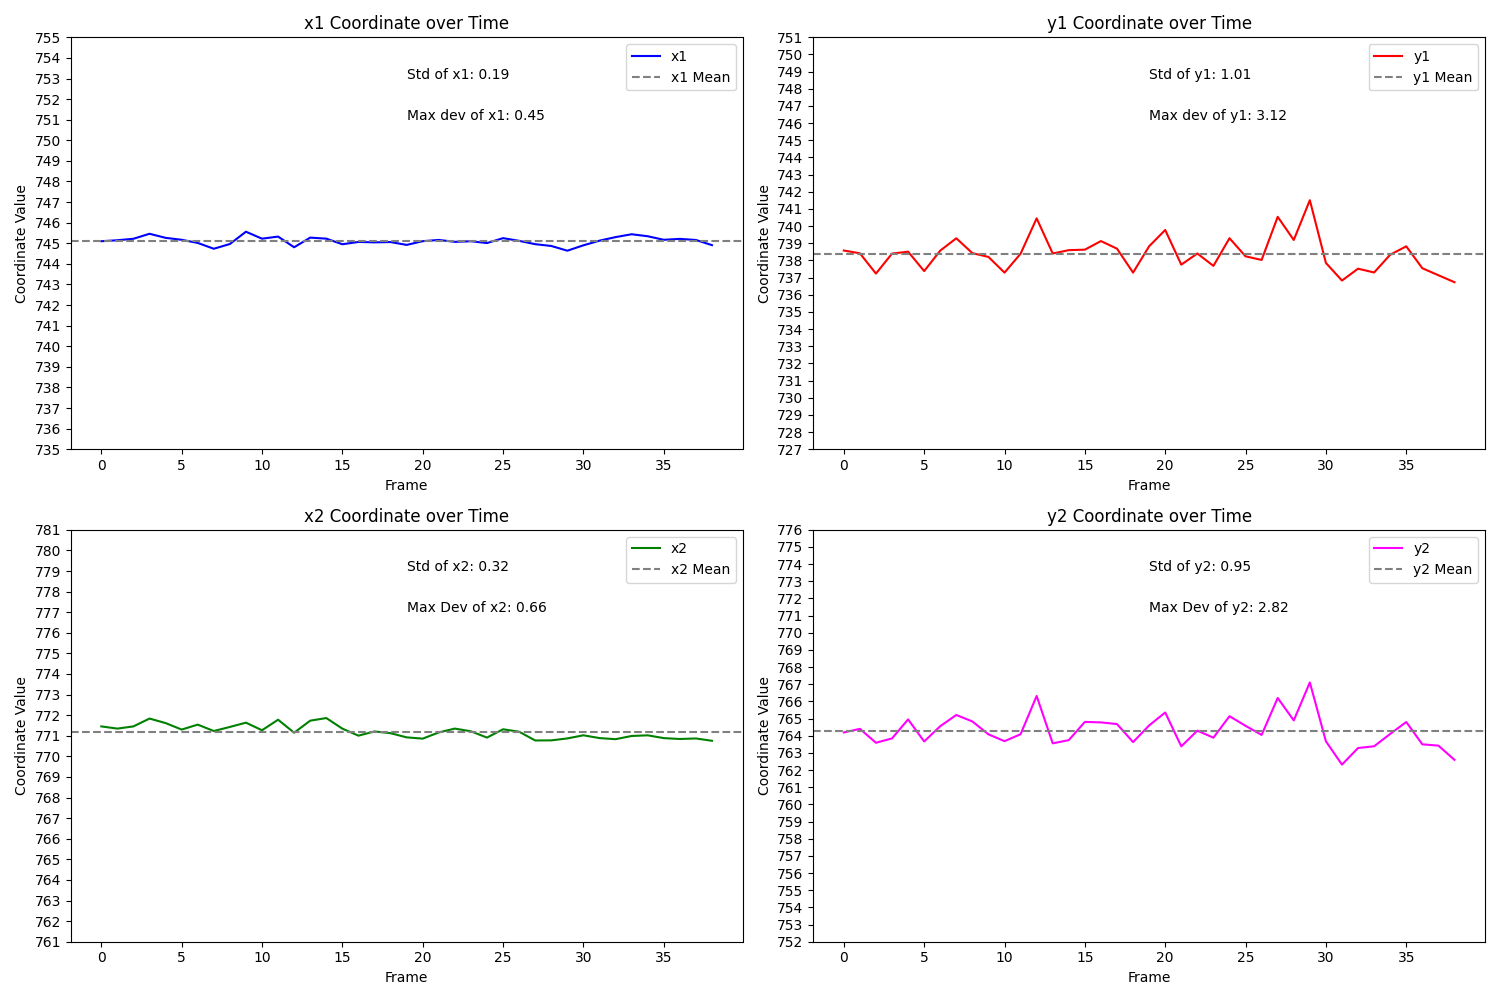 x1 Coordinate over Time
755
754
753
752
751
750
749
748
747
746
745
744
743
742
741
740
739
738
737
736
735
Coordinate Value
Std of x1: 0.19
Max dev of x1: 0.45
x1
x1 Mean
0 5 10 15 20 25 30 35
Frame
y1 Coordinate over Time
751
750
749
748
747
746
745
744
743
742
741
740
739
738
737
736
735
734
733
732
731
730
729
728
727
Coordinate Value
Std of y1: 1.01
Max dev of y1: 3.12
y1
y1 Mean
0 5 10 15 20 25 30 35
Frame
x2 Coordinate over Time
781
780
779
778
777
776
775
774
773
772
771
770
769
768
767
766
765
764
763
762
761
Coordinate Value
Std of x2: 0.32
Max Dev of x2: 0.66
x2
x2 Mean
0 5 10 15 20 25 30 35
Frame
y2 Coordinate over Time
776
775
774
773
772
771
770
769
768
767
766
765
764
763
762
761
760
759
758
757
756
755
754
753
752
Coordinate Value
Std of y2: 0.95
Max Dev of y2: 2.82
y2
y2 Mean
0 5 10 15 20 25 30 35
Frame